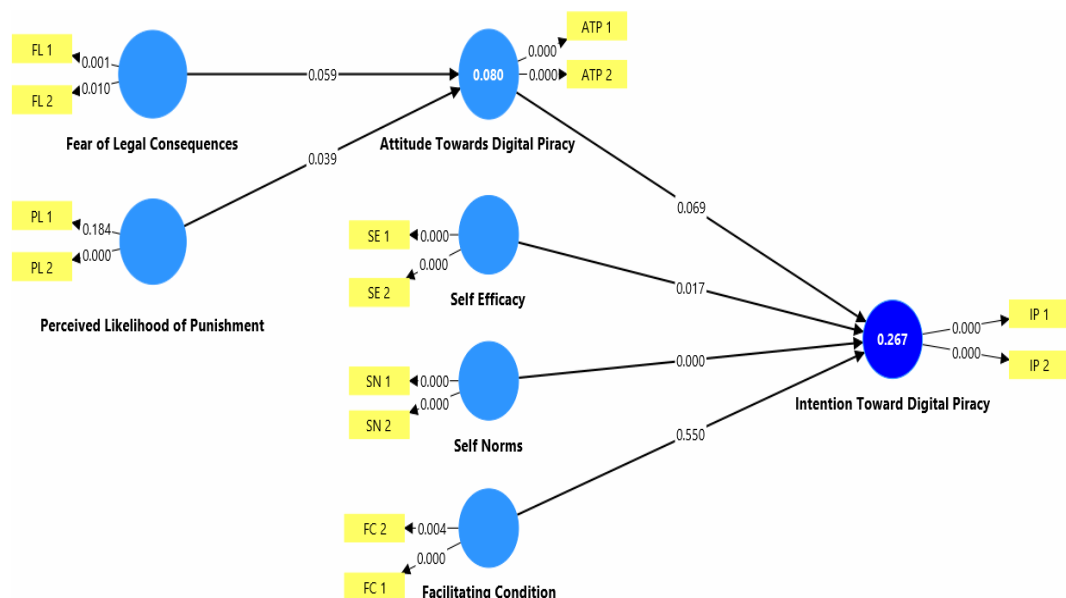 FL 1
0.001
FL 2
0.010
Fear of Legal Consequences
0.059
0.080
ATP 1
0.000
ATP 2
0.000
Attitude Towards Digital Piracy
PL 1
0.184
PL 2
0.000
Perceived Likelihood of Punishment
0.039
0.069
SE 1
0.000
SE 2
0.000
Self Efficacy
0.017
SN 1
0.000
SN 2
0.000
Self Norms
0.000
FC 2
0.004
FC 1
0.000
Facilitating Condition
0.550
0.267
IP 1
0.000
IP 2
0.000
Intention Toward Digital Piracy